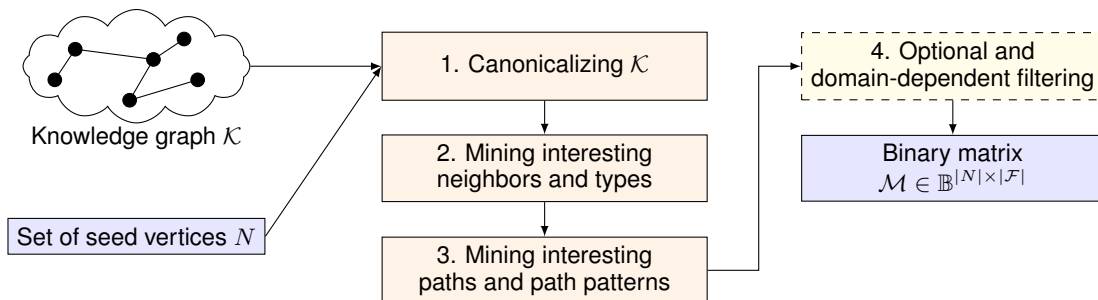 Knowledge graph 𝒦
Set of seed vertices N
1. Canonicalizing 𝒦
2. Mining interesting
neighbors and types
3. Mining interesting
paths and path patterns
4. Optional and
domain-dependent filtering
Binary matrix
ℳ ∈ 𝔹^{|N|×|ℱ|}